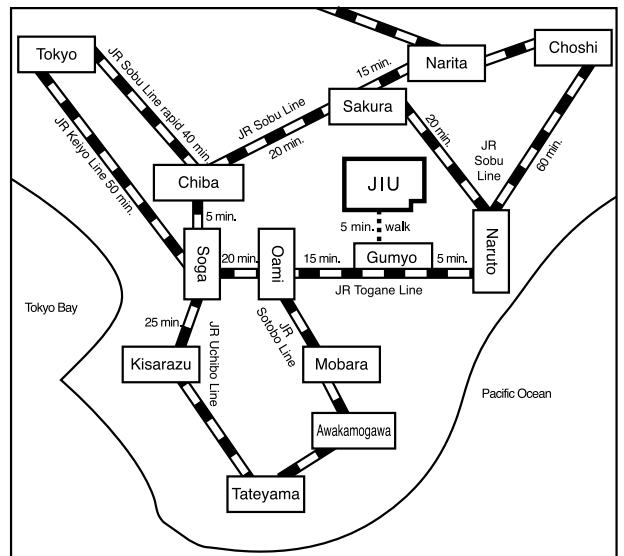 Tokyo
Narita
Choshi
JR Sobu Line rapid 40 min.
15 min.
Sakura
JR Sobu Line
20 min.
20 min.
JR
Sobu
Line
60 min.
JR Keiyo Line 50 min.
Chiba
JIU
5 min.
5 min.
walk
Soga
20 min.
Oami
15 min.
Gumyo
5 min.
Naruto
JR Togane Line
Tokyo Bay
25 min.
JR Uchibo Line
JR
Sotobo Line
Kisarazu
Mobara
Pacific Ocean
Awakamogawa
Tateyama